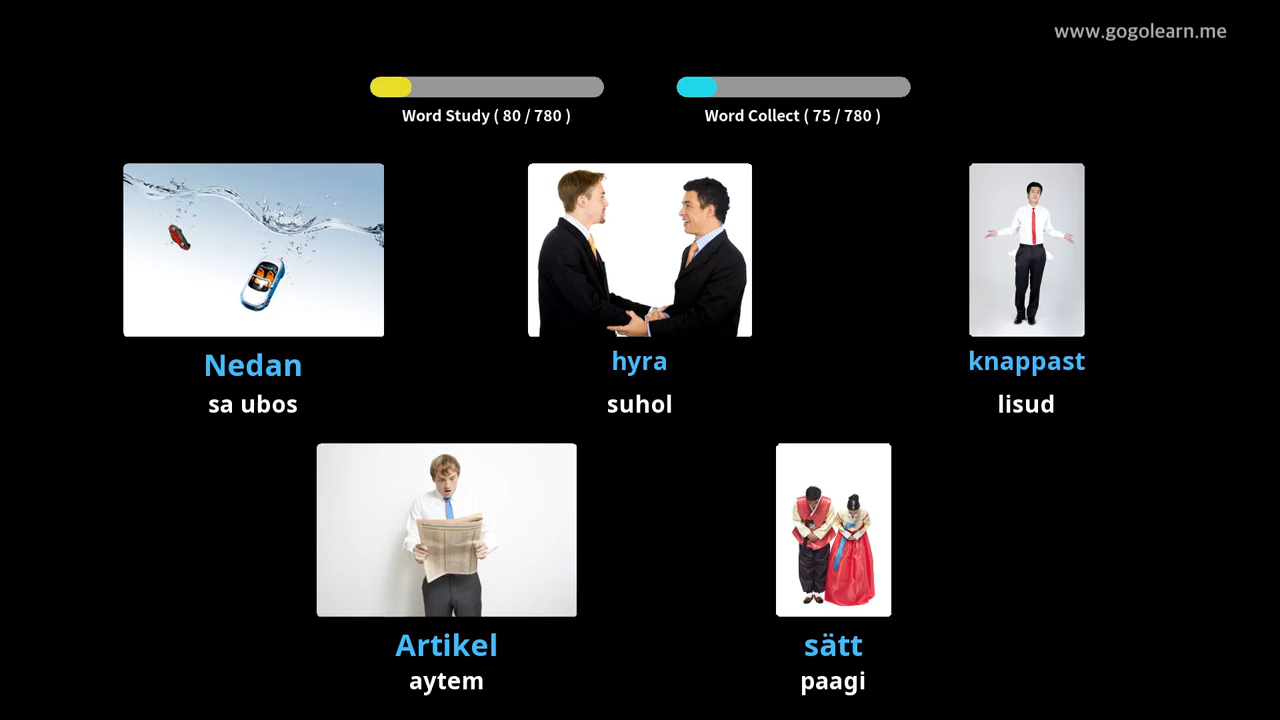 www.gogolearn.me
Word Study ( 80 / 780 )
Word Collect ( 75 / 780 )
Nedan
sa ubos
hyra
suhol
knappast
lisud
Artikel
aytem
sätt
paagi